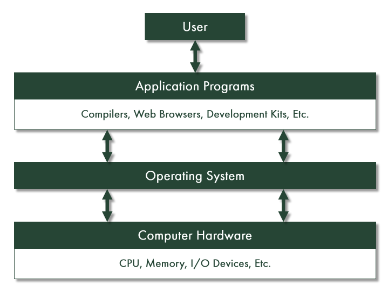 User
Application Programs
Compilers, Web Browsers, Development Kits, Etc.
Operating System
Computer Hardware
CPU, Memory, I/O Devices, Etc.